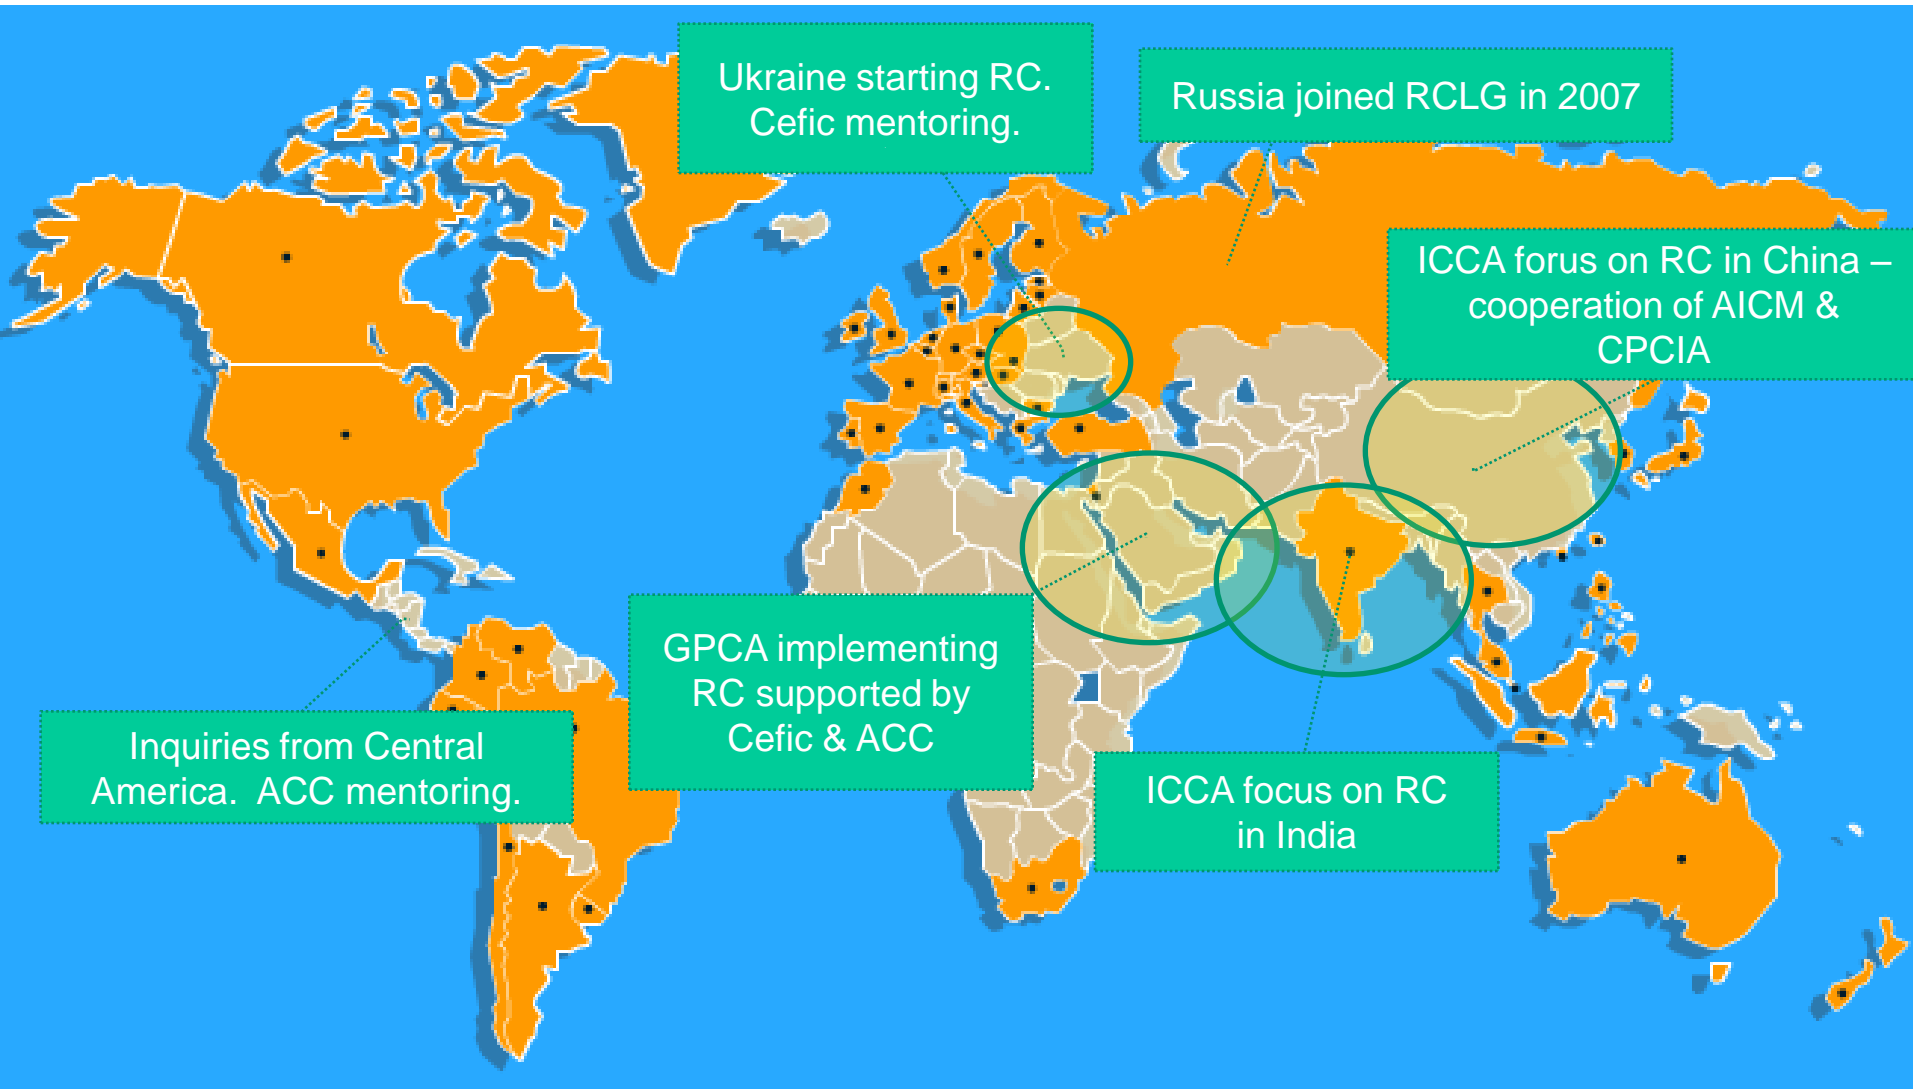 Ukraine starting RC.
Cefic mentoring.
Russia joined RCLG in 2007
ICCA forus on RC in China –
cooperation of AICM &
CPCIA
GPCA implementing
RC supported by
Cefic & ACC
Inquiries from Central
America.  ACC mentoring.
ICCA focus on RC
in India